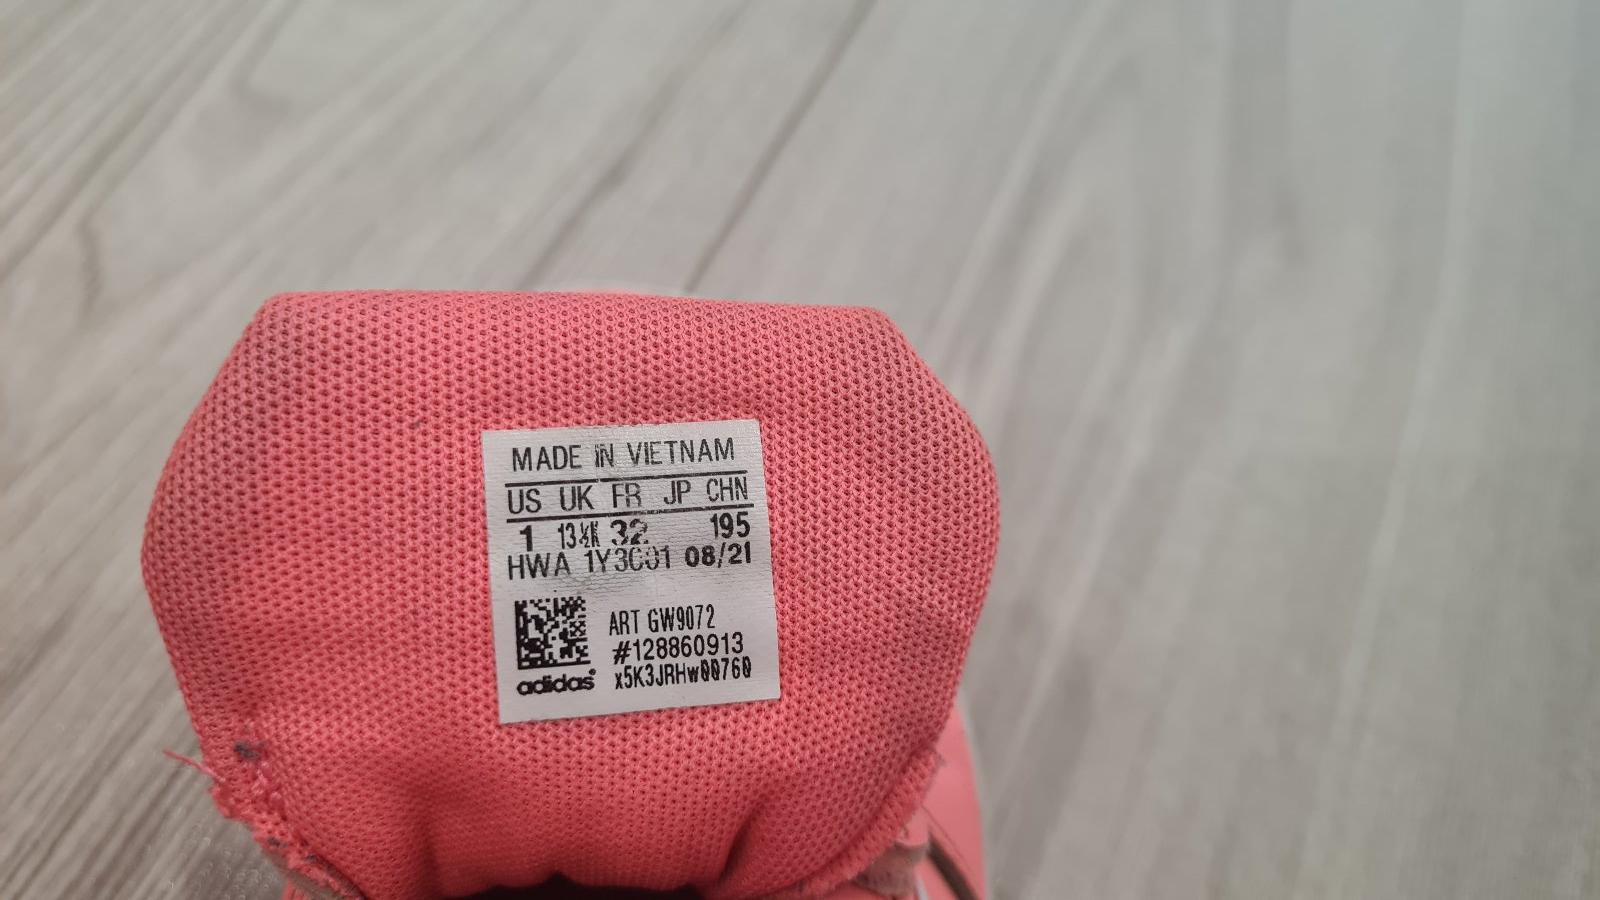 MADE IN VIETNAM
US UK FR JP CHN
1 13½K 32 195
HWA 1Y3C01 08/21
ART GW9072
#128860913
adidas x5K3JRHw00760